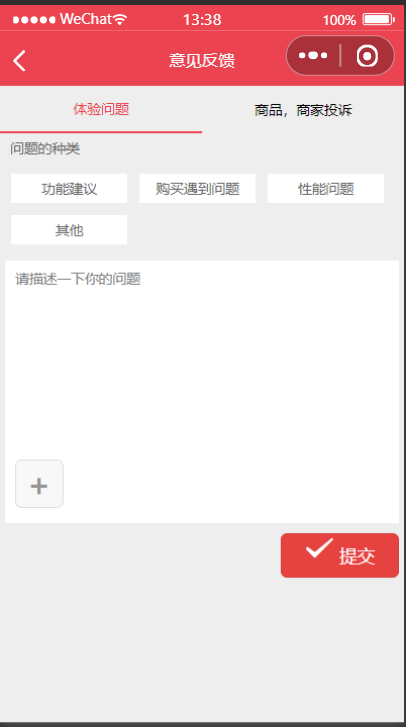 WeChat 13:38 100%
意见反馈
体验问题 商品，商家投诉
问题的种类
功能建议 购买遇到问题 性能问题
其他
请描述一下你的问题
+
提交